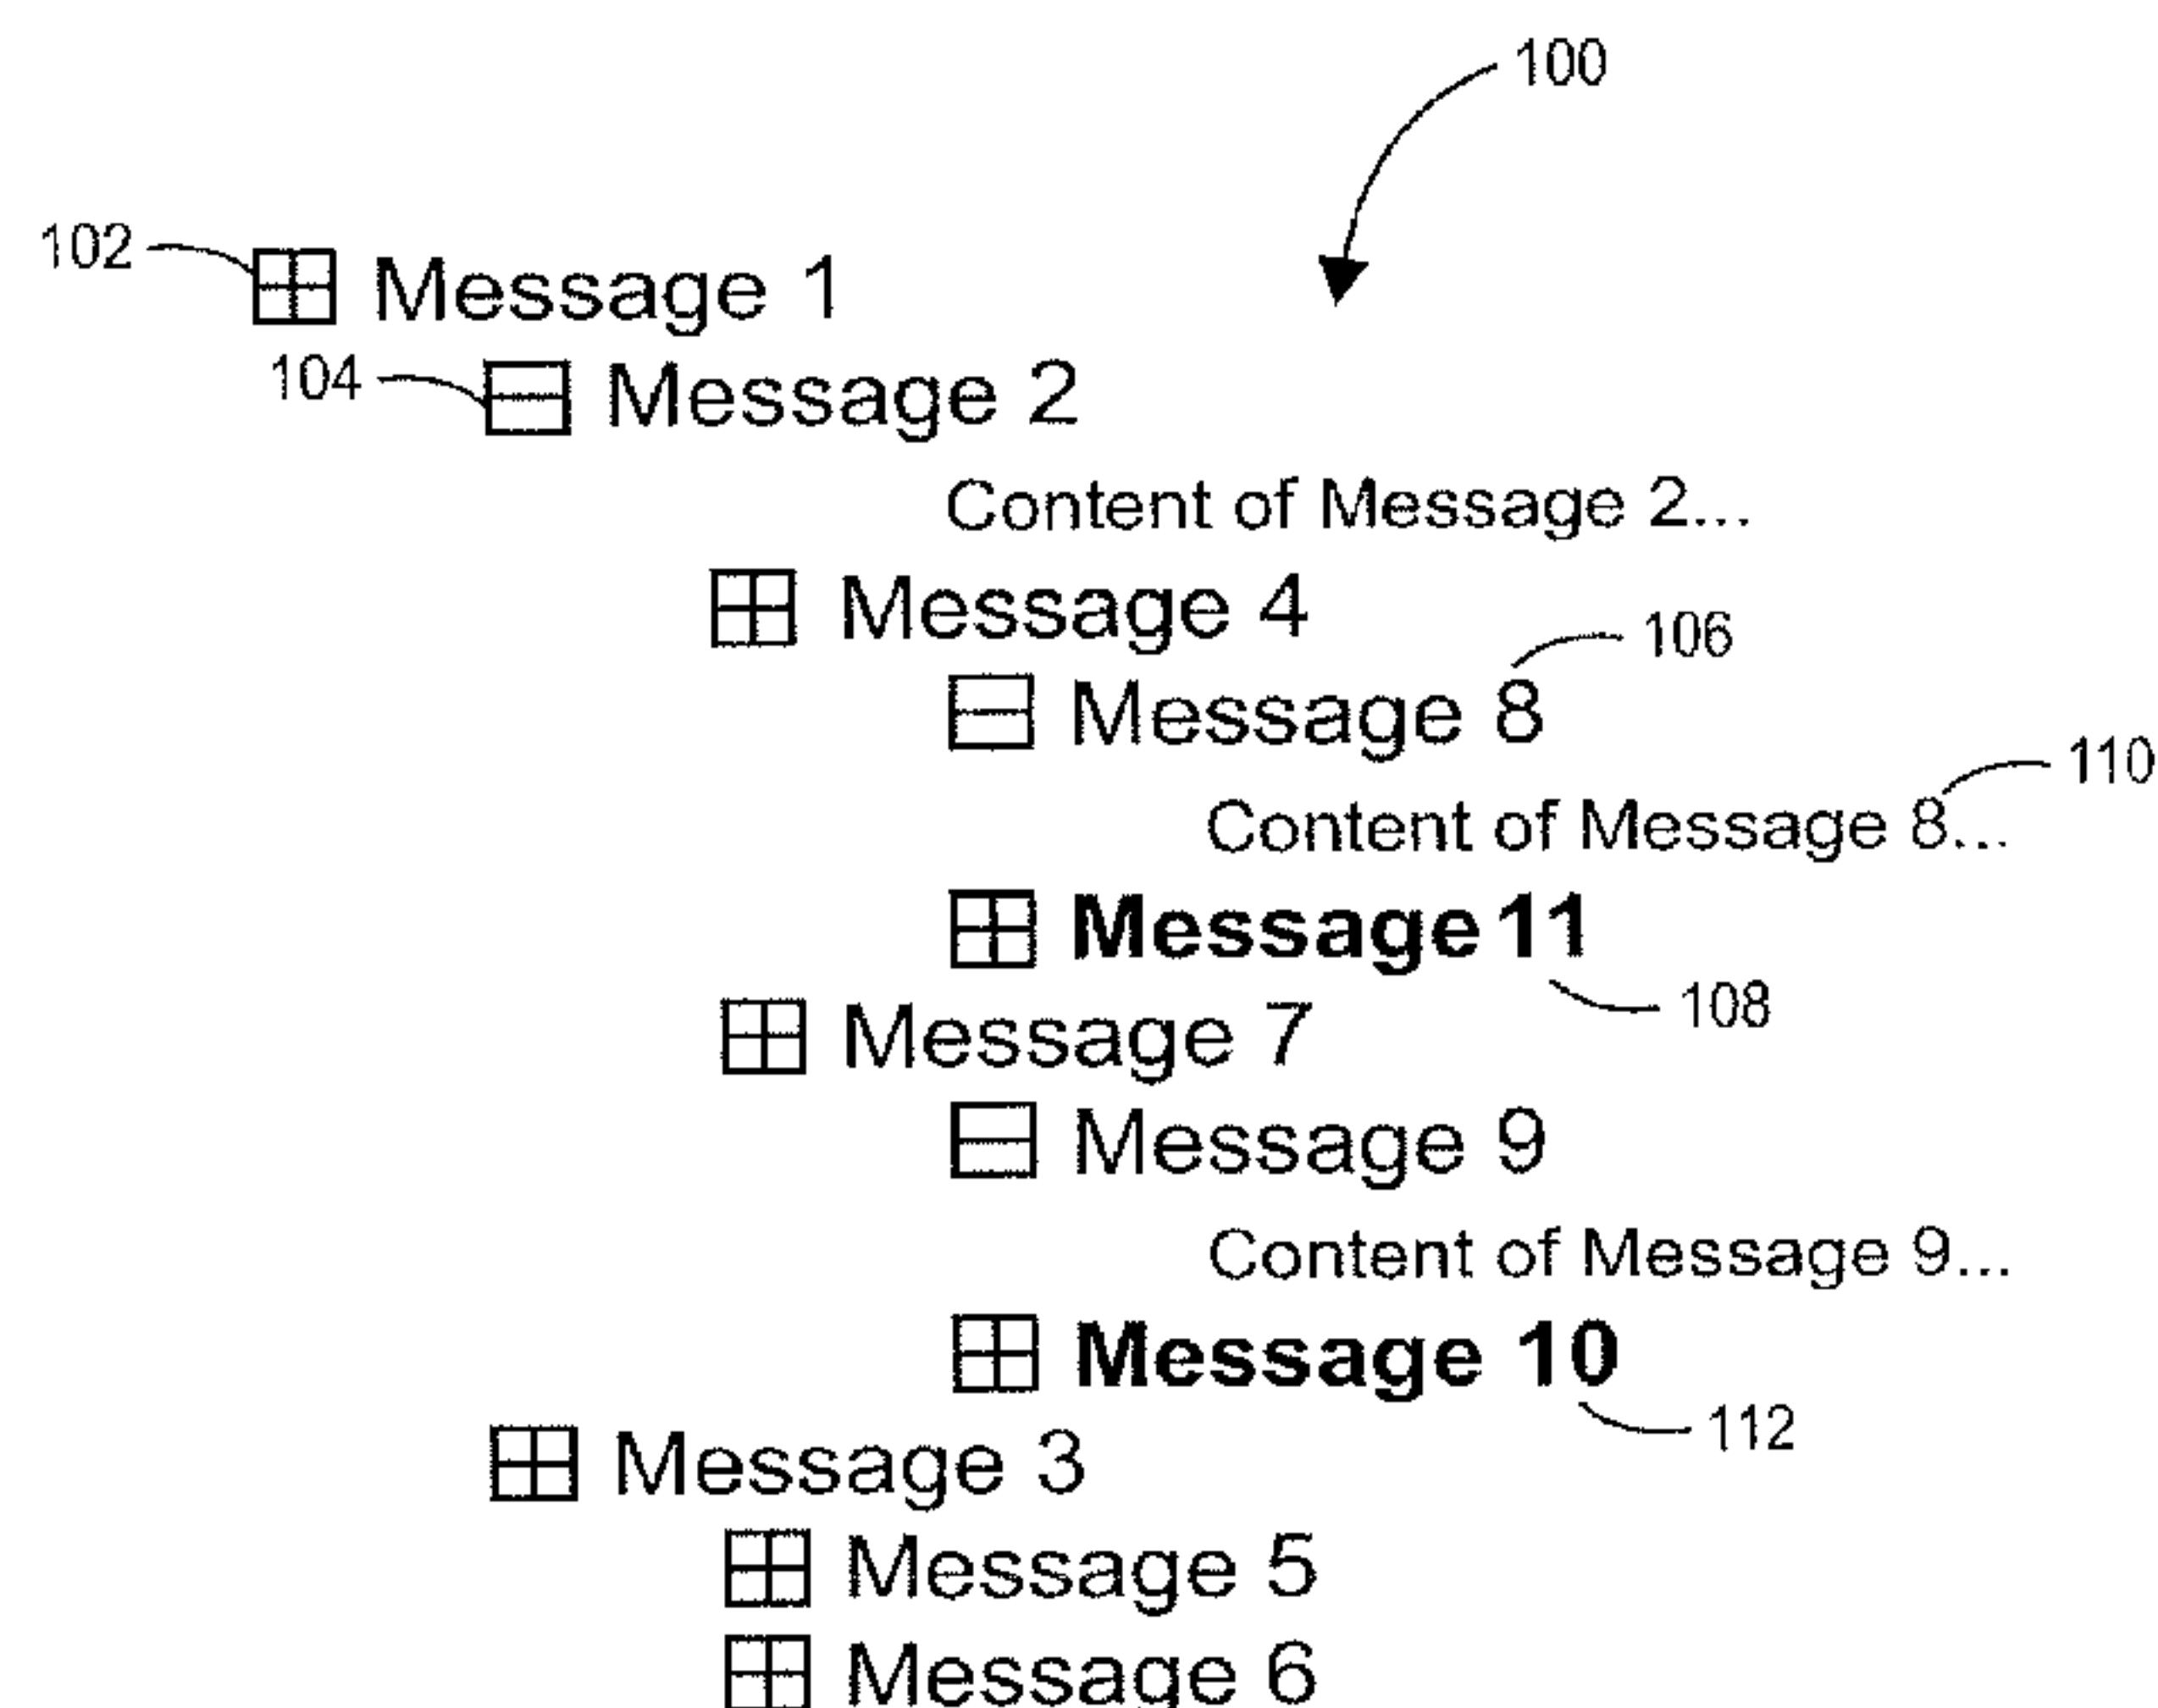 100
102 Message 1
104 Message 2
Content of Message 2...
Message 4
106
Message 8
110
Content of Message 8...
Message 11
108
Message 7
Message 9
Content of Message 9...
Message 10
112
Message 3
Message 5
Message 6